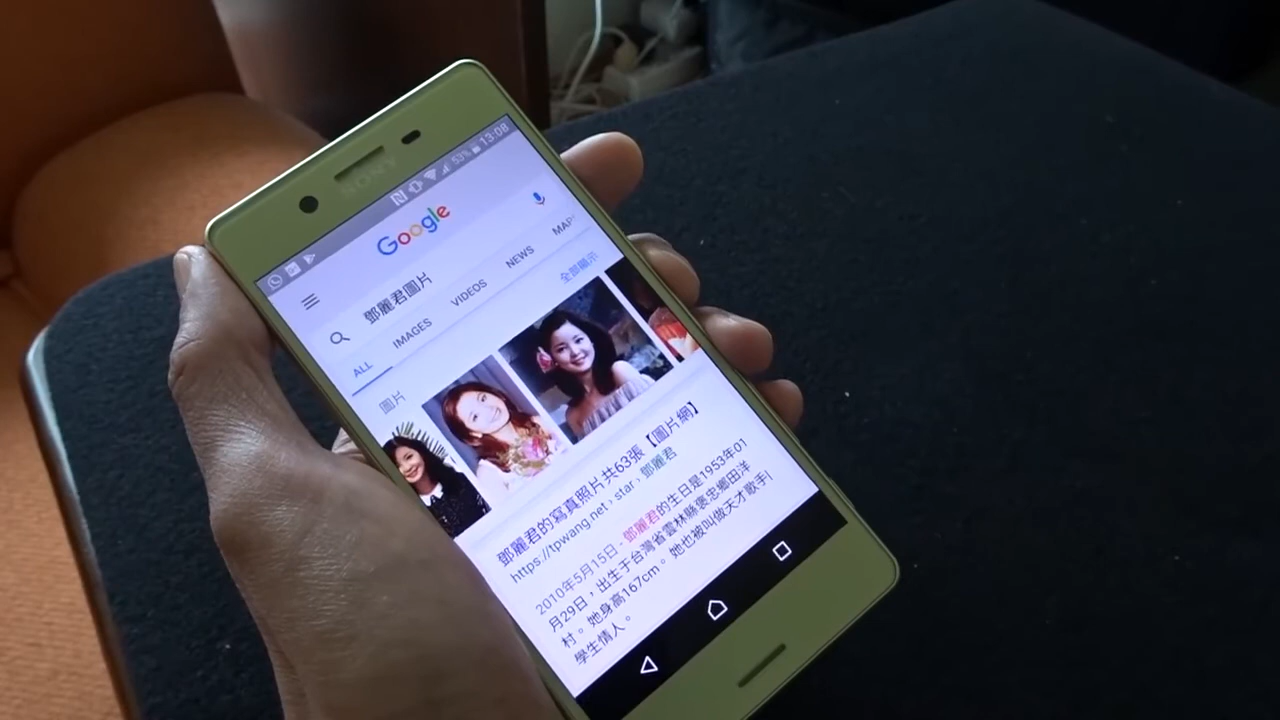 SONY
53% 13:08
Google
鄧麗君圖片
ALL IMAGES VIDEOS NEWS MAP
圖片 全部顯示
鄧麗君的寫真照片共63張【圖片網】
https://tpwang.net › star › 鄧麗君
2010年5月15日 - 鄧麗君的生日是1953年01
月29日，出生于台灣省雲林縣褒忠鄉田洋
村。她身高167cm。她也被叫做天才歌手|
學生情人。